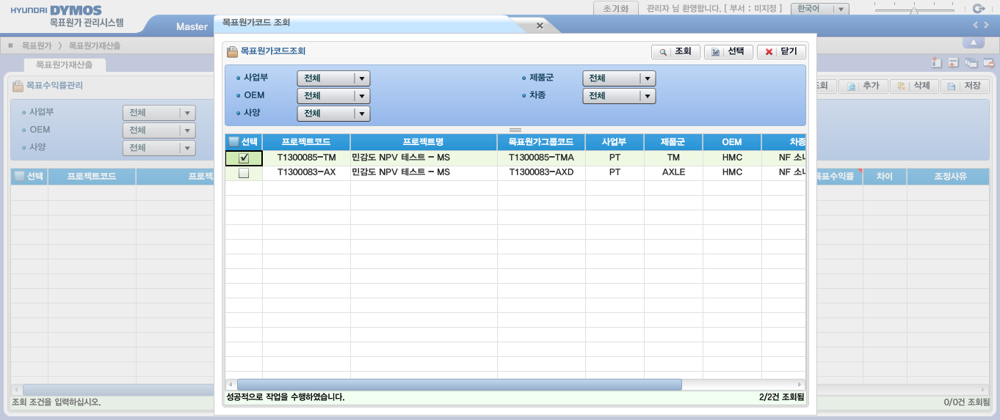 HYUNDAI DYMOS
목표원가 관리시스템
초기화
관리자 님 환영합니다. [ 부서 : 미지정 ]
한국어
Master
목표원가코드 조회
목표원가 > 목표원가재산출
목표원가재산출
목표수익률관리
조회
추가
삭제
저장
사업부
전체
OEM
전체
사양
전체
선택
프로젝트코드
목표수익률
차이
조정사유
조회 조건을 입력하십시오.
0/0건 조회됨
목표원가코드조회
조회
선택
닫기
사업부 전체
제품군 전체
OEM 전체
차종 전체
사양 전체
선택 프로젝트코드 프로젝트명 목표원가그룹코드 사업부 제품군 OEM 차종
T1300085-TM 민감도 NPV 테스트 - MS T1300085-TMA PT TM HMC NF 소나
T1300083-AX 민감도 NPV 테스트 - MS T1300083-AXD PT AXLE HMC NF 소나
성공적으로 작업을 수행하였습니다.
2/2건 조회됨